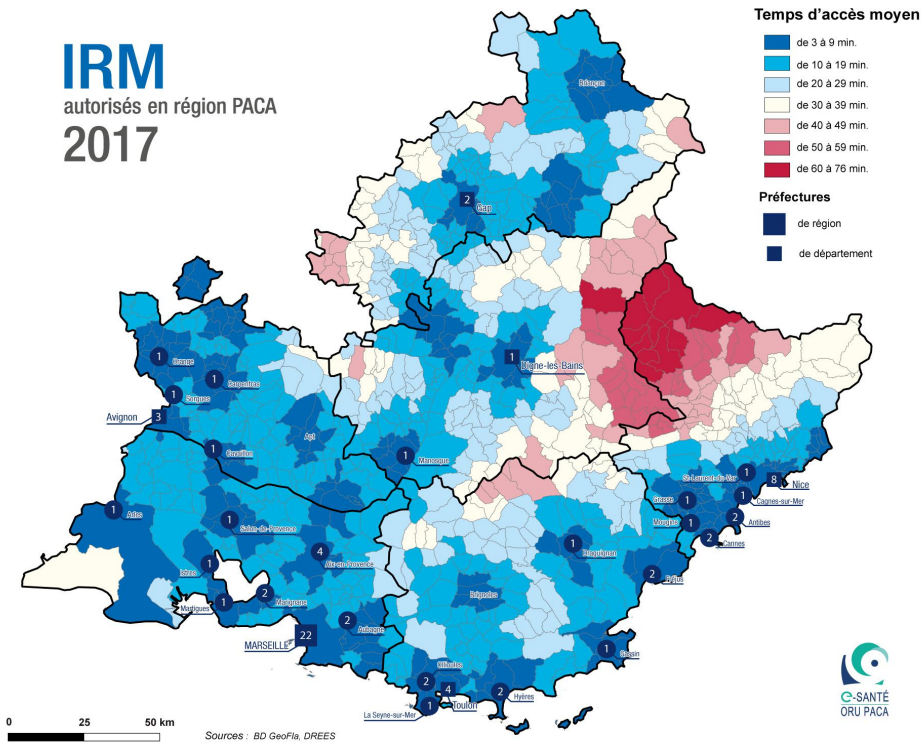 IRM
autorisés en région PACA
2017
Temps d'accès moyen
de 3 à 9 min.
de 10 à 19 min.
de 20 à 29 min.
de 30 à 39 min.
de 40 à 49 min.
de 50 à 59 min.
de 60 à 76 min.
Préfectures
de région
de département
Briançon
2
Gap
1
Digne-les-Bains
1
Orange
1
Carpentras
1
Sorgues
Avignon
3
Apt
1
Cavaillon
1
Manosque
1
St-Laurent-du-Var
8
Nice
1
Grasse
1
Cagnes-sur-Mer
1
Mougins
2
Antibes
2
Cannes
1
Arles
1
Salon-de-Provence
4
Aix-en-Provence
1
Draguignan
1
Istres
2
Fréjus
Brignoles
2
Marignane
1
Martigues
2
Aubagne
MARSEILLE
22
1
Gassin
2
Ollioules
4
Toulon
2
Hyères
1
La Seyne-sur-Mer
e-SANTÉ
ORU PACA
0 25 50 km
Sources : BD GeoFla, DREES